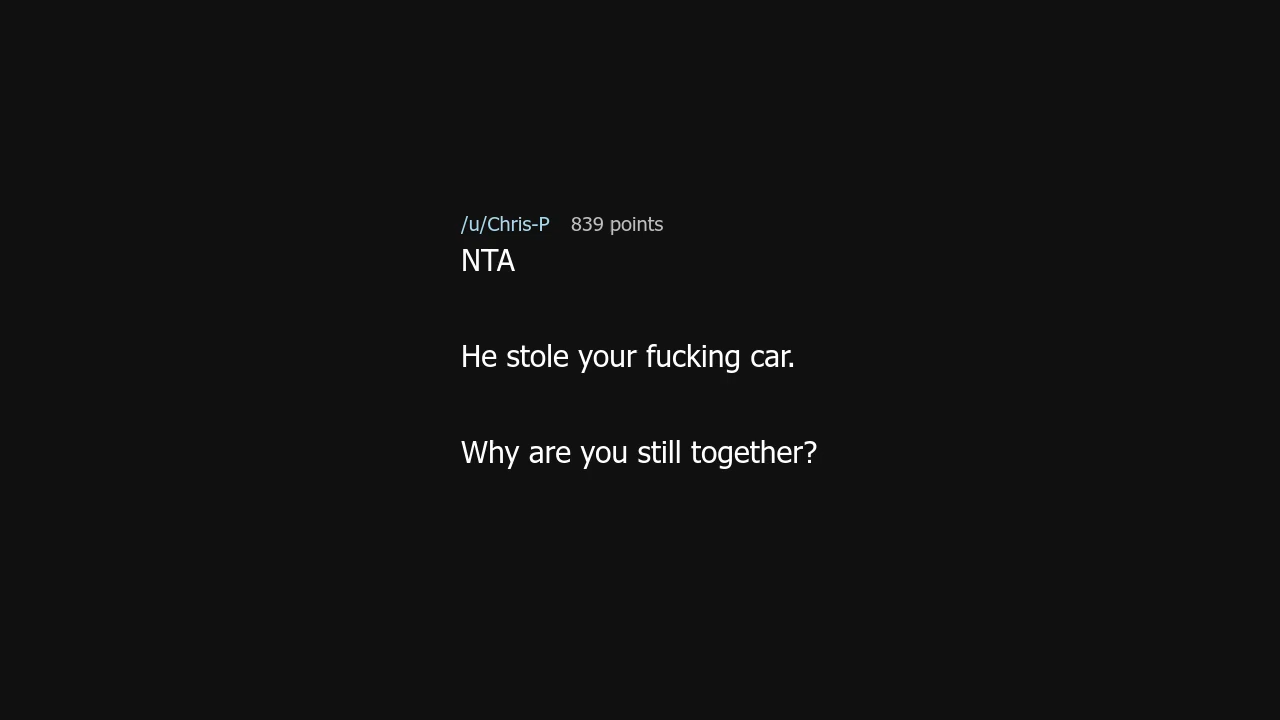 /u/Chris-P 839 points
NTA
He stole your fucking car.
Why are you still together?